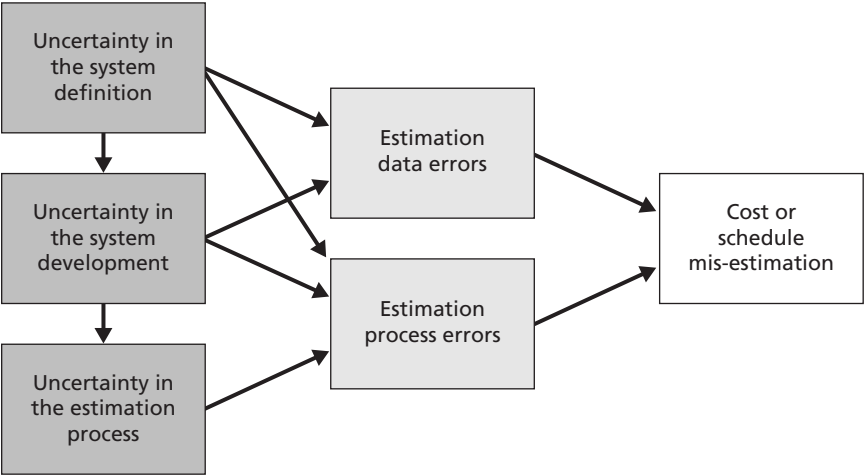 Uncertainty in
the system
definition
Uncertainty in
the system
development
Uncertainty in
the estimation
process
Estimation
data errors
Estimation
process errors
Cost or
schedule
mis-estimation